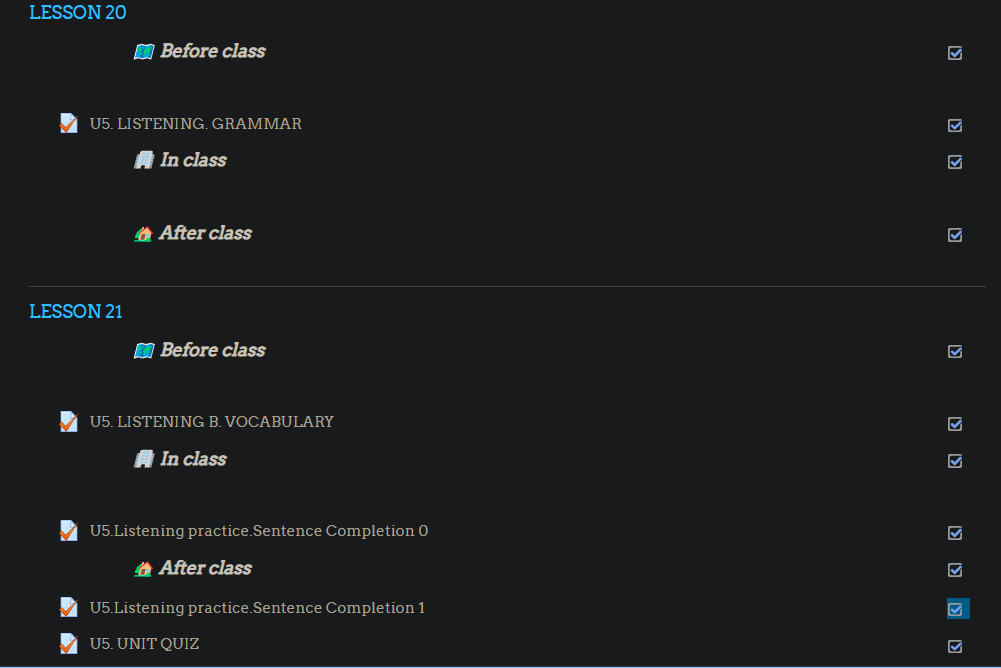 LESSON 20
Before class
U5. LISTENING. GRAMMAR
In class
After class
LESSON 21
Before class
U5. LISTENING B. VOCABULARY
In class
U5.Listening practice.Sentence Completion 0
After class
U5.Listening practice.Sentence Completion 1
U5. UNIT QUIZ